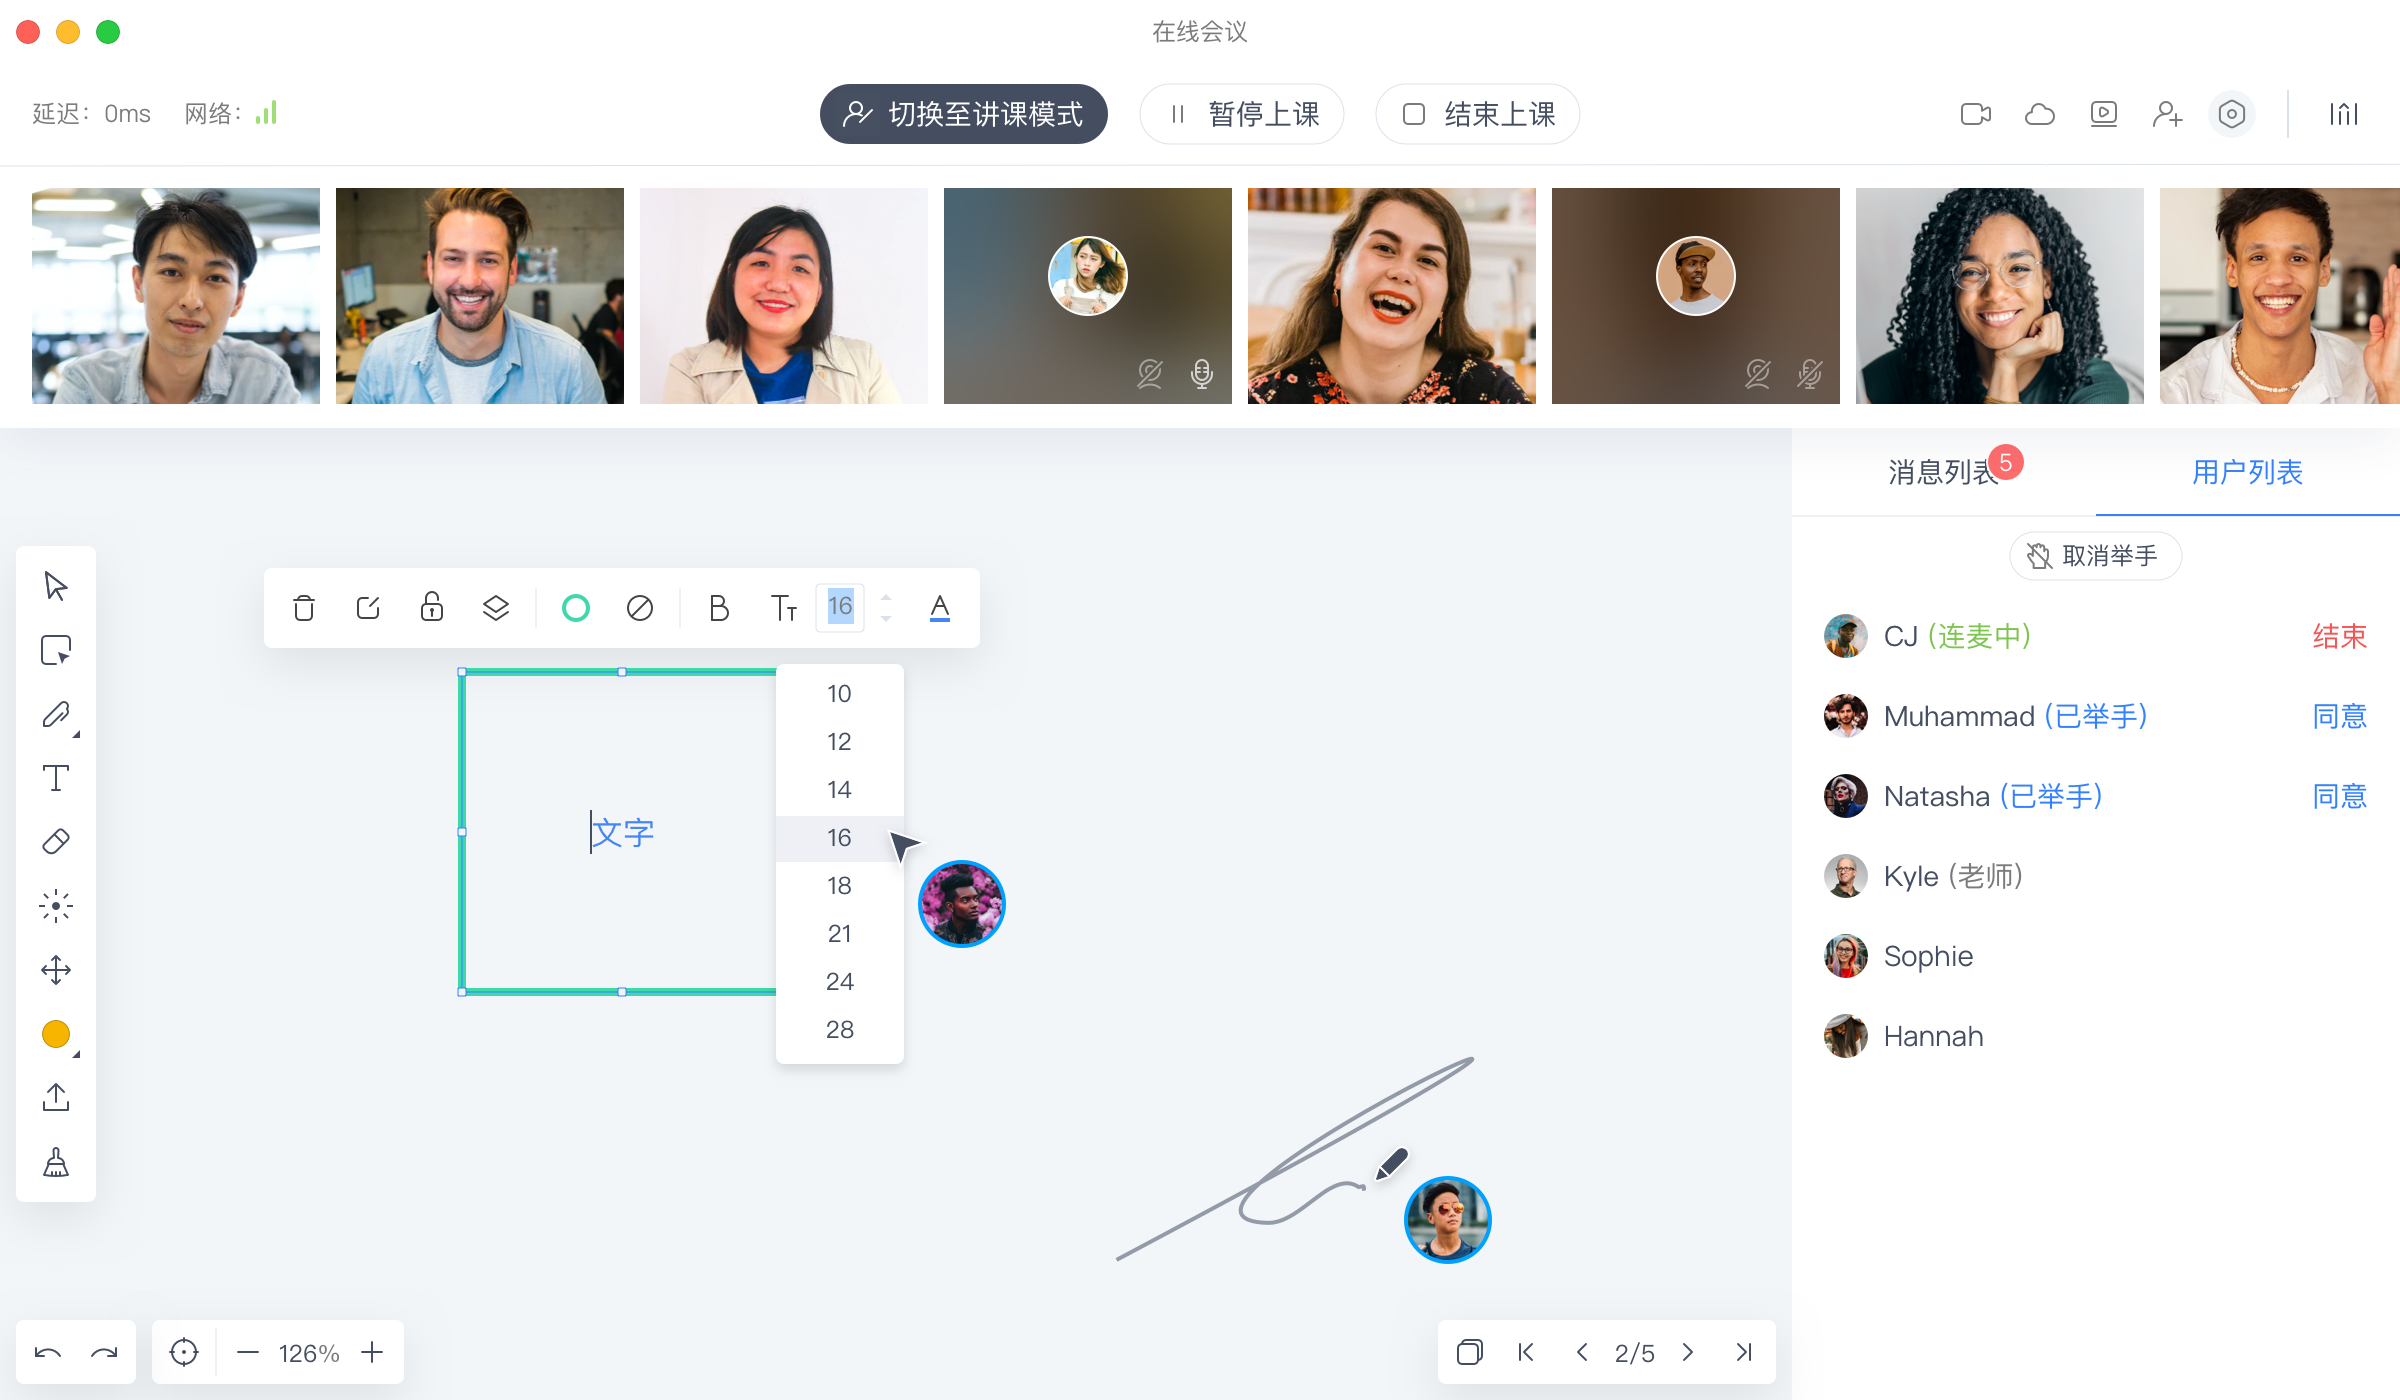 在线会议
延迟：0ms 网络：
切换至讲课模式
暂停上课
结束上课
消息列表 5
用户列表
取消举手
CJ (连麦中) 结束
Muhammad (已举手) 同意
Natasha (已举手) 同意
Kyle (老师)
Sophie
Hannah
B
16
A
文字
10
12
14
16
18
21
24
28
126%
2/5